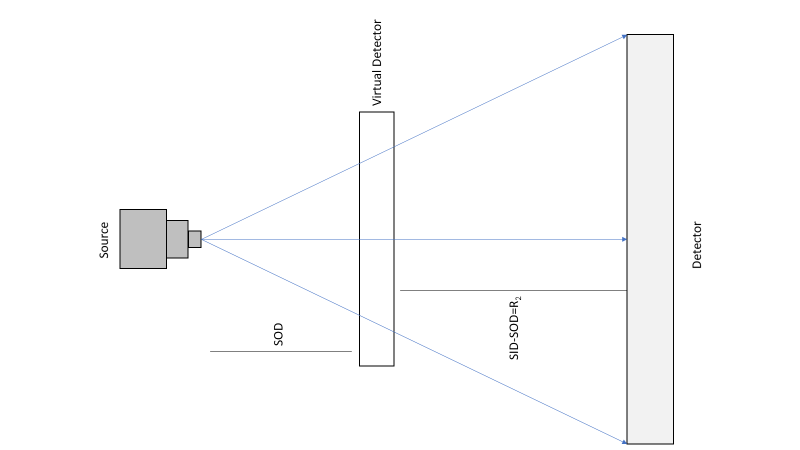 Source
SOD
Virtual Detector
SID-SOD=R₂
Detector